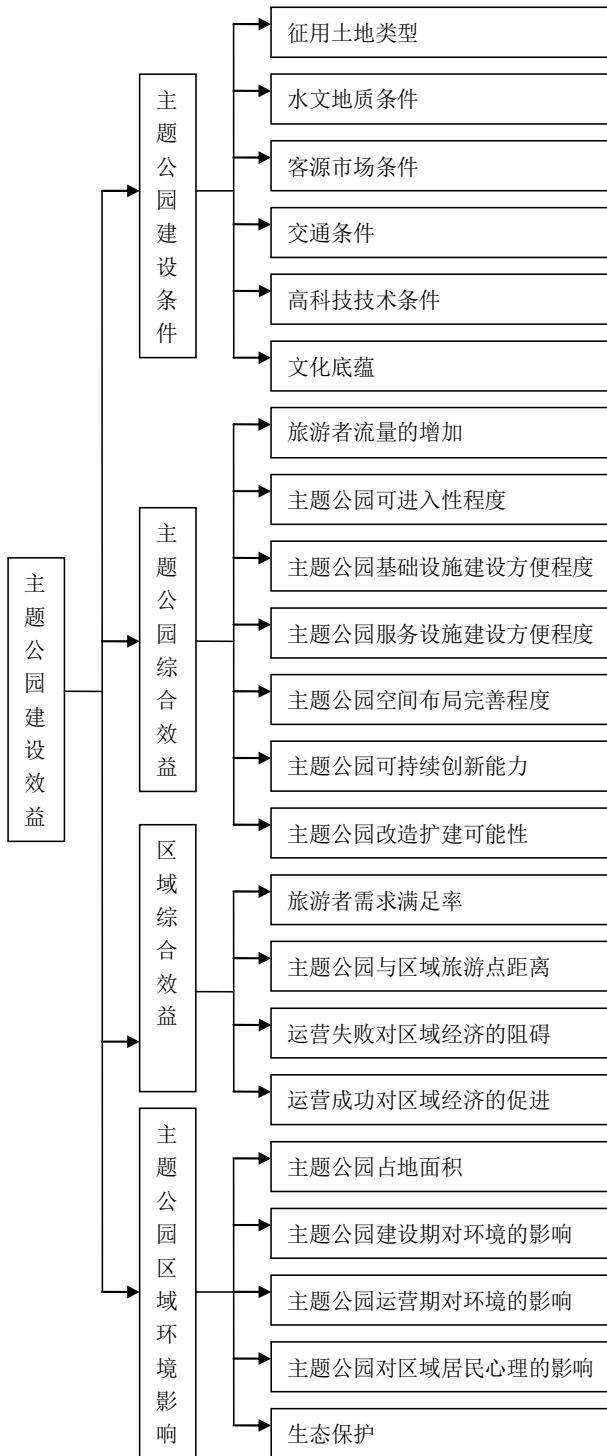 主题公园建设效益
主题公园建设条件
征用土地类型
水文地质条件
客源市场条件
交通条件
高科技技术条件
文化底蕴
主题公园综合效益
旅游者流量的增加
主题公园可进入性程度
主题公园基础设施建设方便程度
主题公园服务设施建设方便程度
主题公园空间布局完善程度
主题公园可持续创新能力
主题公园改造扩建可能性
区域综合效益
旅游者需求满足率
主题公园与区域旅游点距离
运营失败对区域经济的阻碍
运营成功对区域经济的促进
主题公园区域环境影响
主题公园占地面积
主题公园建设期对环境的影响
主题公园运营期对环境的影响
主题公园对区域居民心理的影响
生态保护